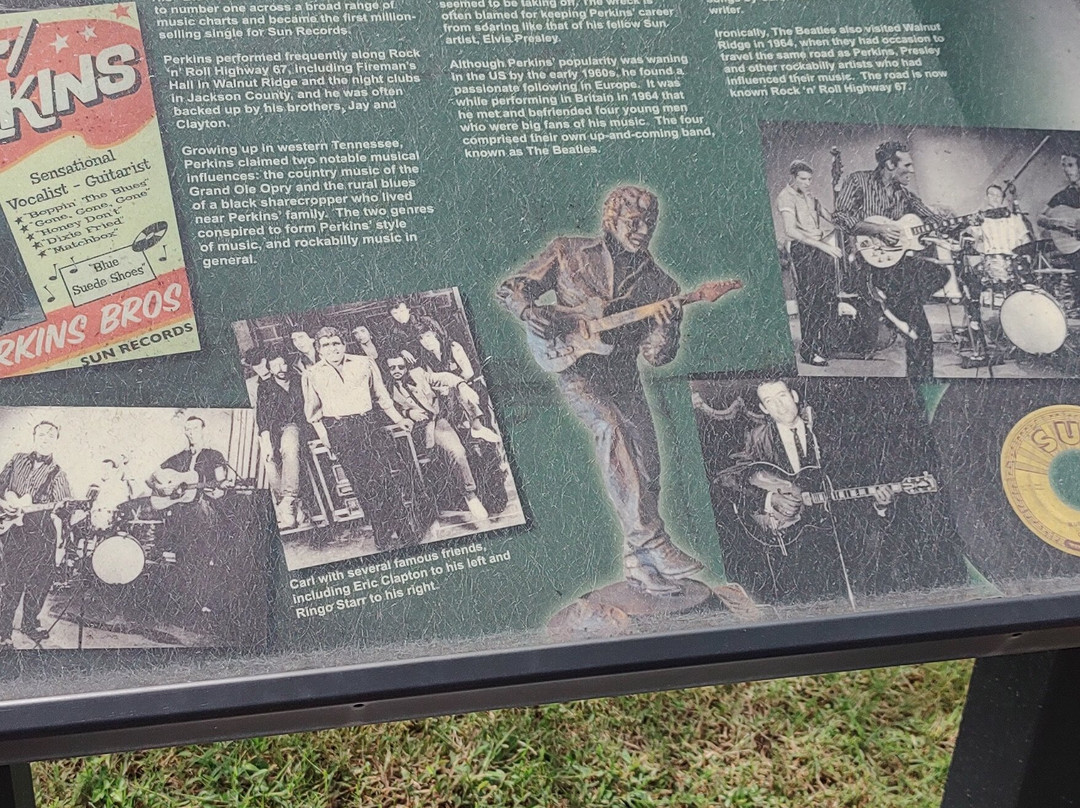 to number one across a broad range of
music charts and became the first million-
selling single for Sun Records.
Perkins performed frequently along Rock
'n' Roll Highway 67, including Fireman's
Hall in Walnut Ridge and the night clubs
in Jackson County, and he was often
backed up by his brothers, Jay and
Clayton.
Growing up in western Tennessee,
Perkins claimed two notable musical
influences: the country music of the
Grand Ole Opry and the rural blues
of a black sharecropper who lived
near Perkins' family. The two genres
conspired to form Perkins' style
of music, and rockabilly music in
general.
seemed to be taking off. The wreck is
often blamed for keeping Perkins' career
from soaring like that of his fellow Sun
artist, Elvis Presley.
Although Perkins' popularity was waning
in the US by the early 1960s, he found a
passionate following in Europe. It was
while performing in Britain in 1964 that
he met and befriended four young men
who were big fans of his music. The four
comprised their own up-and-coming band,
known as The Beatles.
writer.
Ironically, The Beatles also visited Walnut
Ridge in 1964, when they had occasion to
travel the same road as Perkins, Presley
and other rockabilly artists who had
influenced their music. The road is now
known Rock 'n' Roll Highway 67.
KINS
Sensational
Vocalist - Guitarist
"Boppin' The Blues"
"Gone, Gone, Gone"
"Honey Don't"
"Dixie Fried"
"Matchbox"
"Blue
Suede Shoes"
RKINS BROS
SUN RECORDS
Carl with several famous friends,
including Eric Clapton to his left and
Ringo Starr to his right.
SU